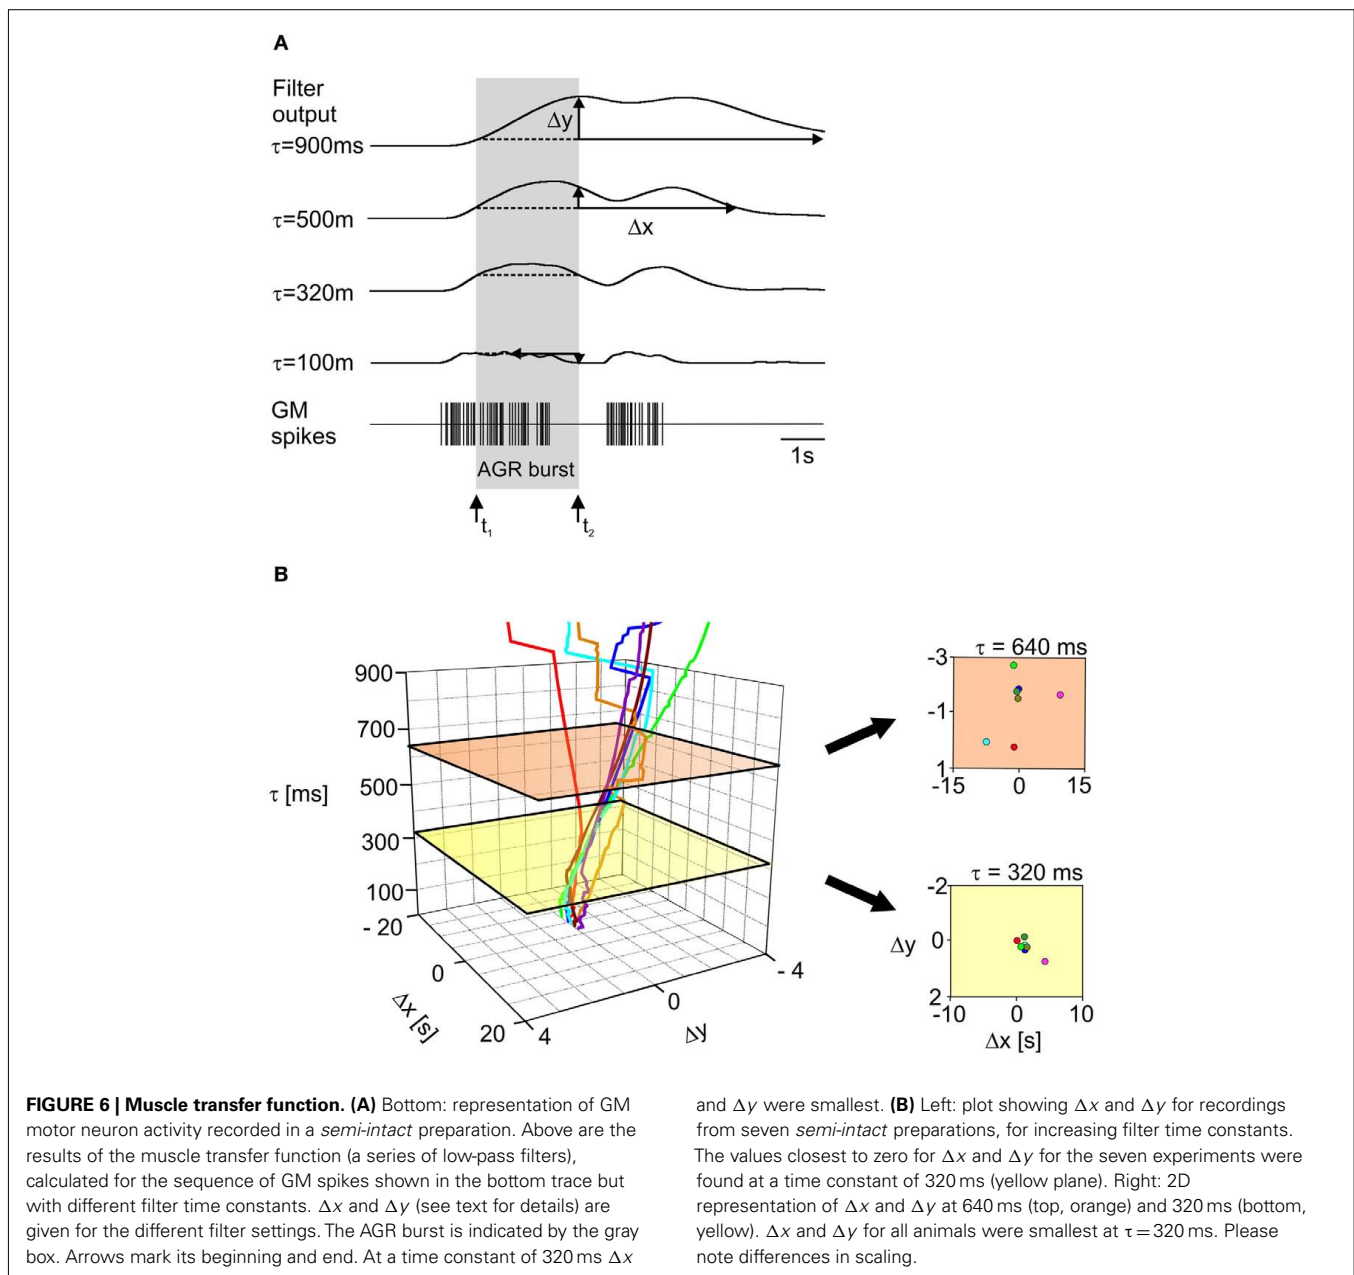 A
Filter
output
τ=900ms
Δy
τ=500m
Δx
τ=320m
τ=100m
GM
spikes
1s
AGR burst
t₁
t₂
B
900
700
500
300
100
τ [ms]
- 20
0
20
Δx [s]
4
0
- 4
Δy
τ = 640 ms
-3
-1
1
-15
0
15
τ = 320 ms
-2
0
2
Δy
-10
0
10
Δx [s]
FIGURE 6 | Muscle transfer function. (A) Bottom: representation of GM
motor neuron activity recorded in a semi-intact preparation. Above are the
results of the muscle transfer function (a series of low-pass filters),
calculated for the sequence of GM spikes shown in the bottom trace but
with different filter time constants. Δx and Δy (see text for details) are
given for the different filter settings. The AGR burst is indicated by the gray
box. Arrows mark its beginning and end. At a time constant of 320 ms Δx
and Δy were smallest. (B) Left: plot showing Δx and Δy for recordings
from seven semi-intact preparations, for increasing filter time constants.
The values closest to zero for Δx and Δy for the seven experiments were
found at a time constant of 320 ms (yellow plane). Right: 2D
representation of Δx and Δy at 640 ms (top, orange) and 320 ms (bottom,
yellow). Δx and Δy for all animals were smallest at τ = 320 ms. Please
note differences in scaling.